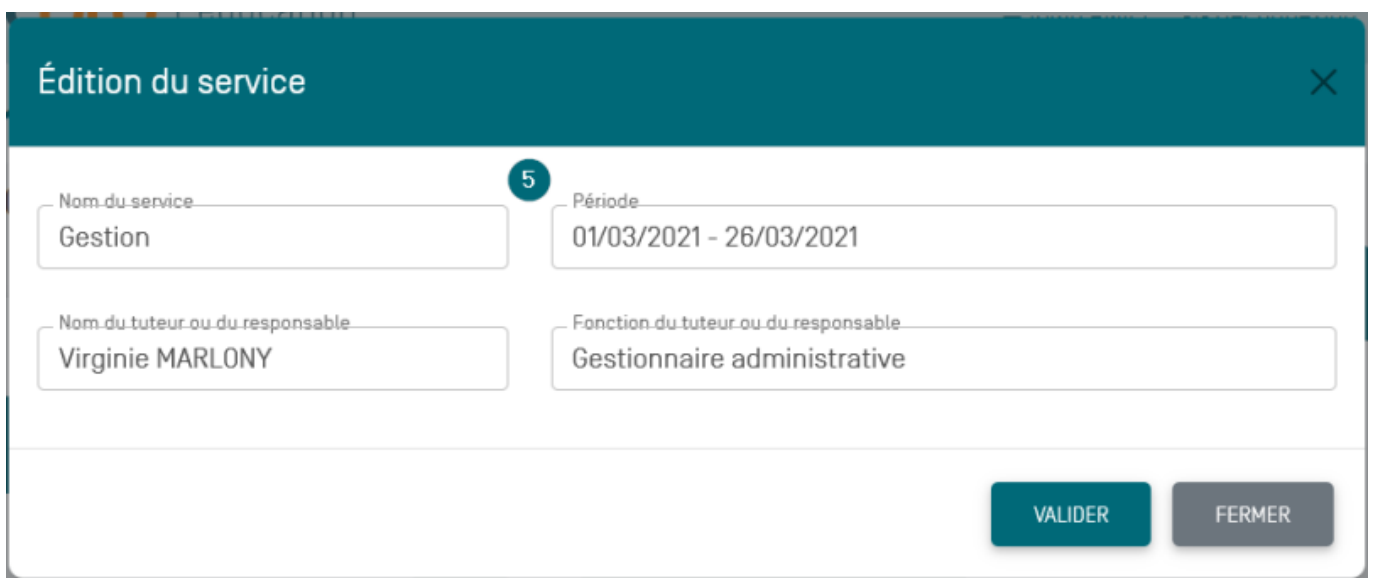 Édition du service
5
Nom du service
Période
Gestion
01/03/2021 - 26/03/2021
Nom du tuteur ou du responsable
Fonction du tuteur ou du responsable
Virginie MARLONY
Gestionnaire administrative
VALIDER
FERMER